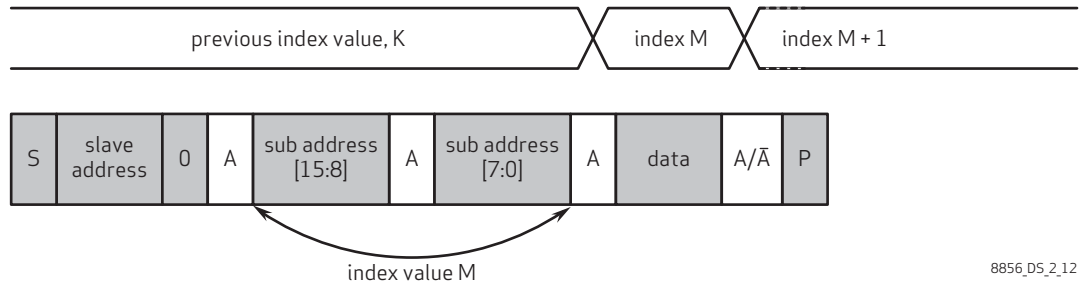 previous index value, K index M index M + 1
S slave address 0 A sub address [15:8] A sub address [7:0] A data A/Ā P
index value M
8856_DS_2_12